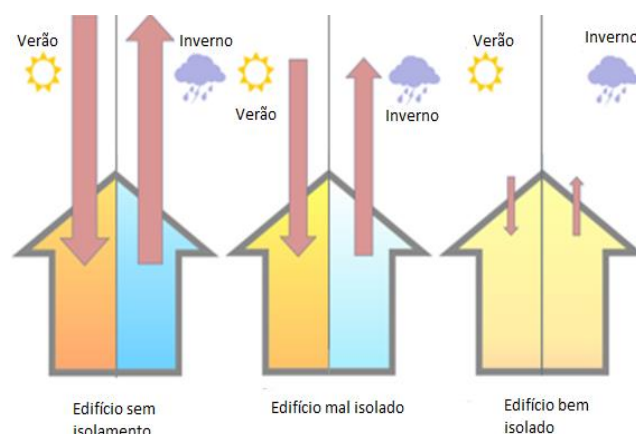 Verão
Inverno
Verão
Inverno
Verão
Inverno
Edifício sem
isolamento
Edifício mal isolado
Edifício bem
isolado